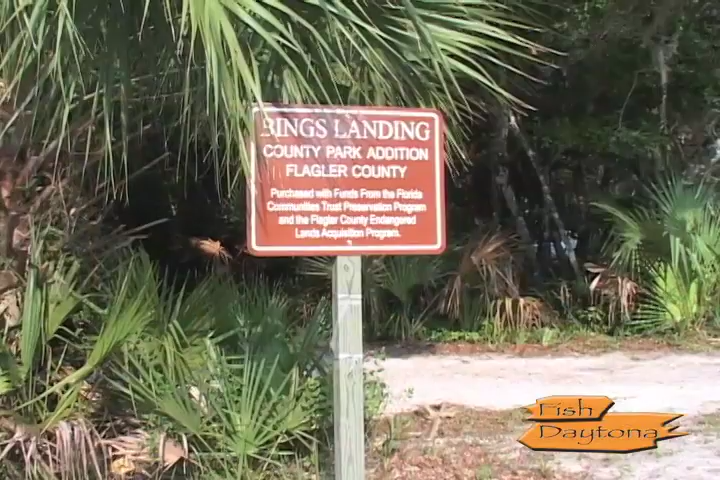 BINGS LANDING
COUNTY PARK ADDITION
FLAGLER COUNTY
Purchased with Funds From the Florida
Communities Trust Preservation Program
and the Flagler County Endangered
Lands Acquisition Program.
Fish
Daytona